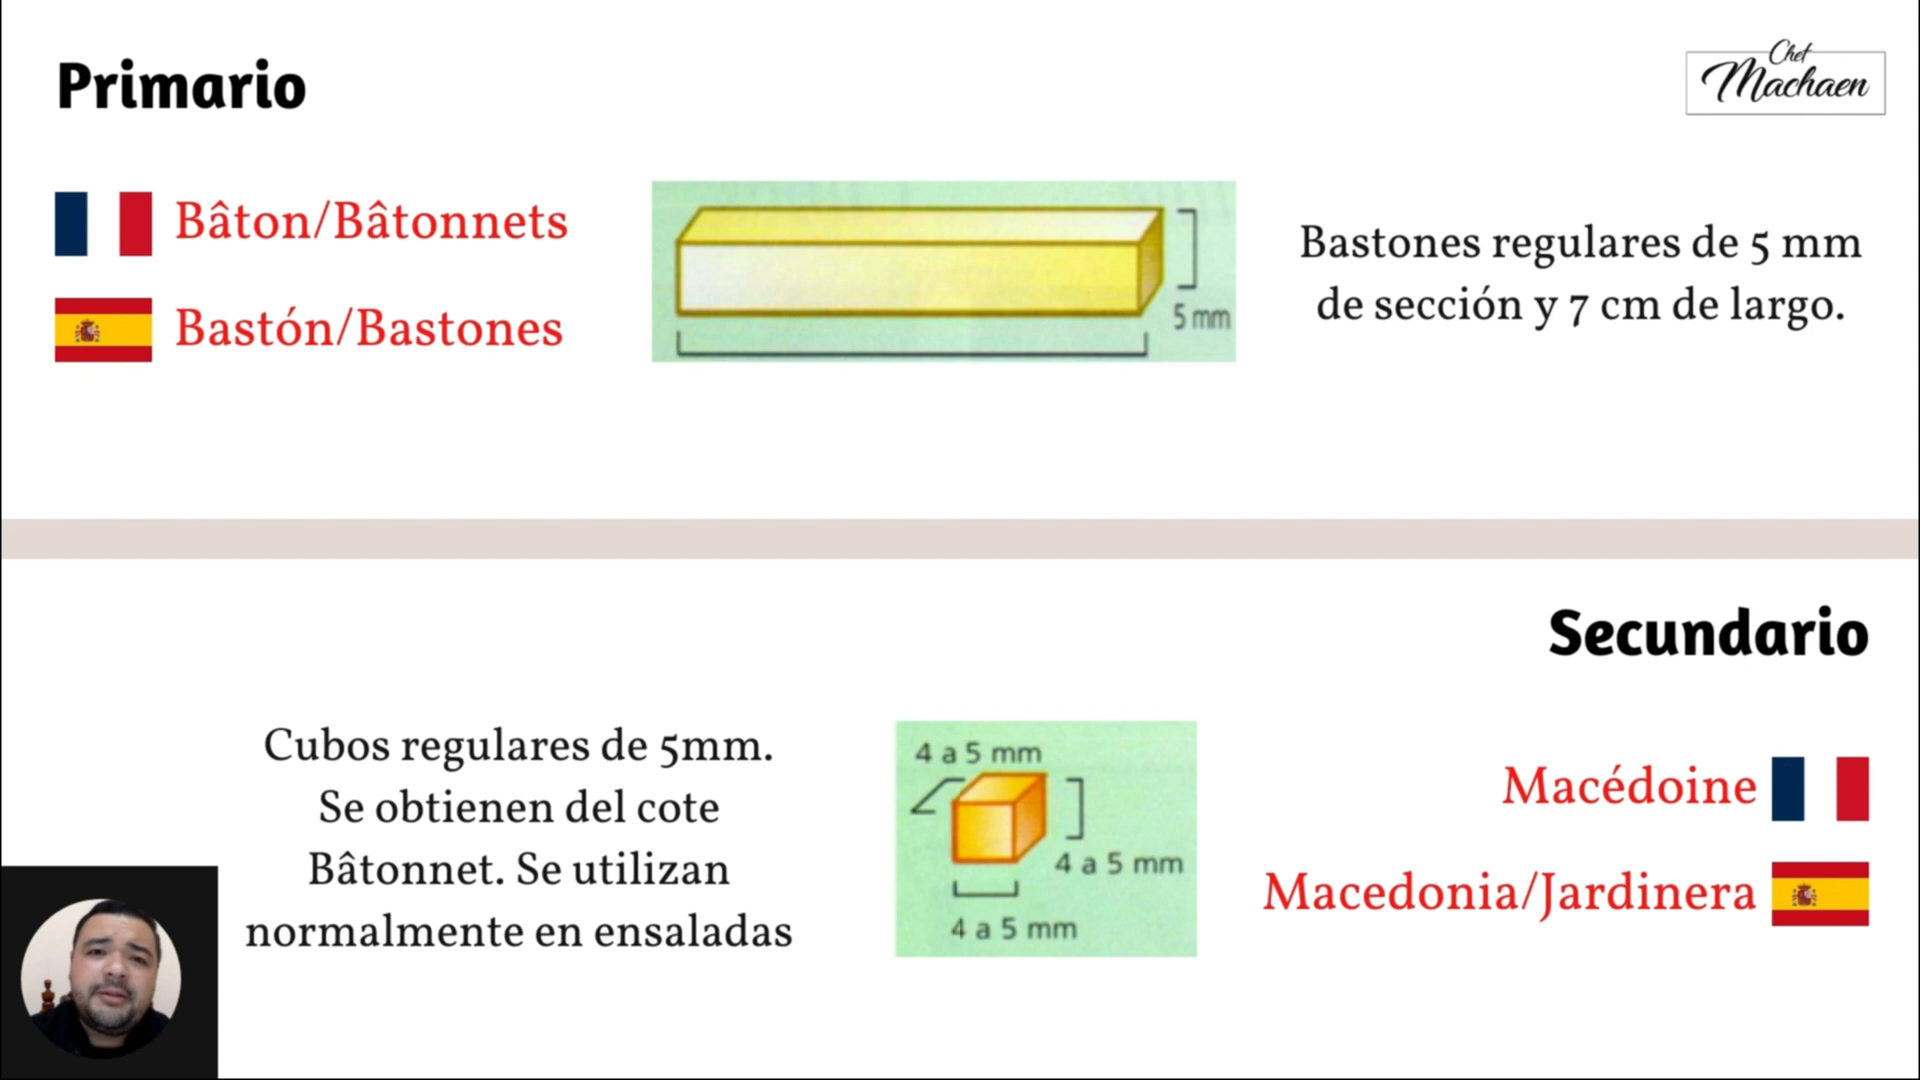 Primario
Chef
Machaen
Bâton/Bâtonnets
Bastón/Bastones
5 mm
Bastones regulares de 5 mm
de sección y 7 cm de largo.
Secundario
Cubos regulares de 5mm.
Se obtienen del cote
Bâtonnet. Se utilizan
normalmente en ensaladas
4 a 5 mm
4 a 5 mm
4 a 5 mm
Macédoine
Macedonia/Jardinera